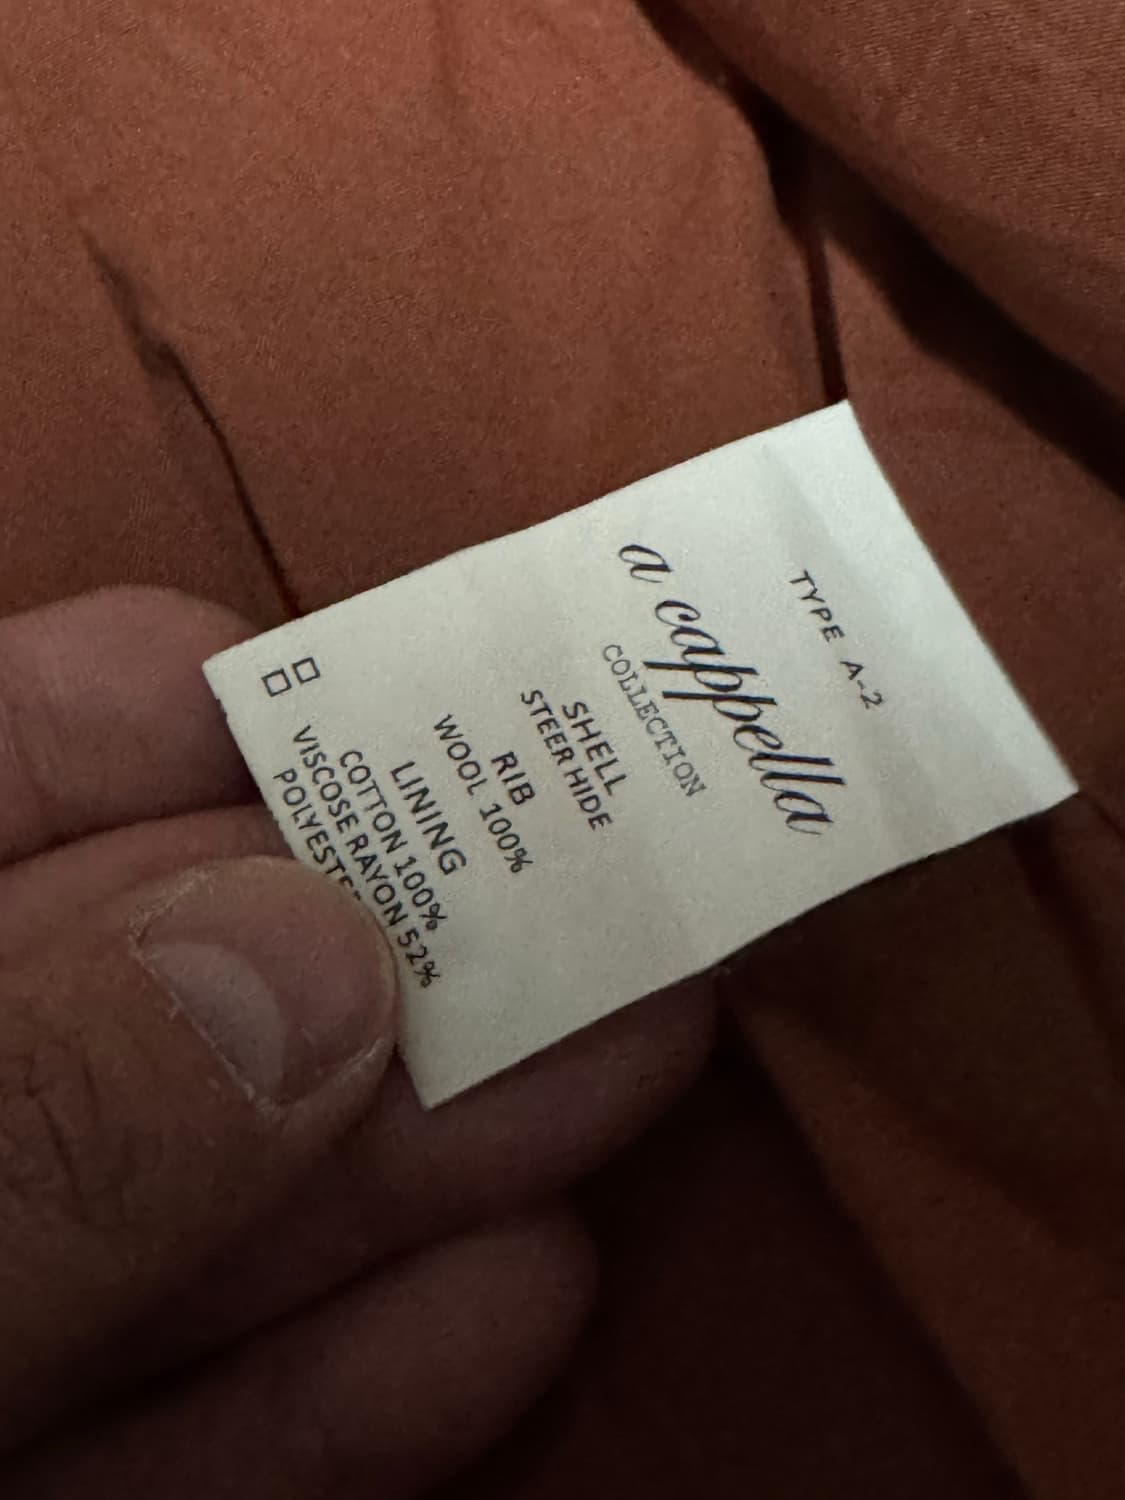 TYPE A-2
a cappella
COLLECTION
SHELL
STEER HIDE
RIB
WOOL 100%
LINING
COTTON 100%
VISCOSE RAYON 52%